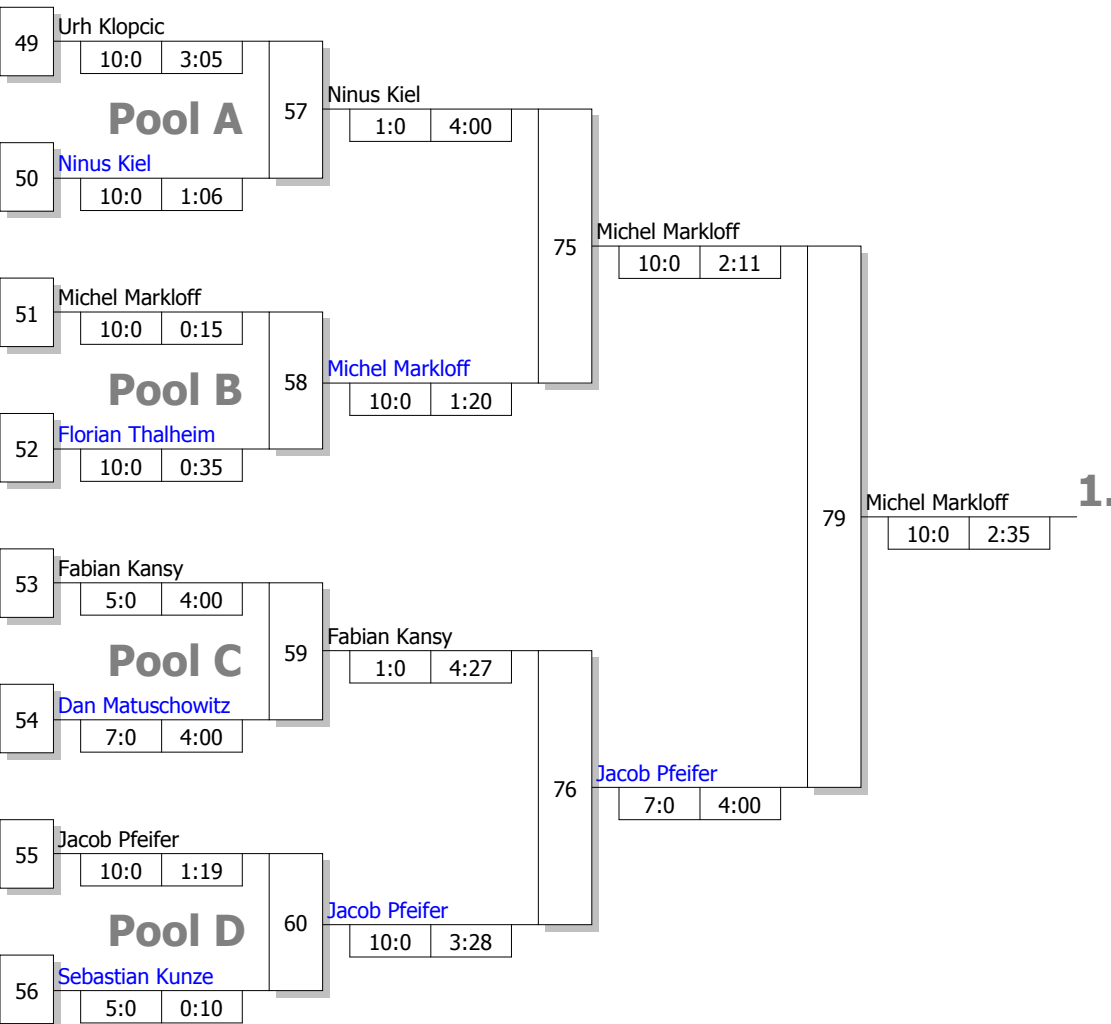 49
Urh Klopcic
10:0 3:05
Pool A
57
Ninus Kiel
1:0 4:00
50
Ninus Kiel
10:0 1:06
75
Michel Markloff
10:0 2:11
51
Michel Markloff
10:0 0:15
Pool B
58
Michel Markloff
10:0 1:20
52
Florian Thalheim
10:0 0:35
79
Michel Markloff
10:0 2:35
1.
53
Fabian Kansy
5:0 4:00
Pool C
59
Fabian Kansy
1:0 4:27
54
Dan Matuschowitz
7:0 4:00
76
Jacob Pfeifer
7:0 4:00
55
Jacob Pfeifer
10:0 1:19
Pool D
60
Jacob Pfeifer
10:0 3:28
56
Sebastian Kunze
5:0 0:10